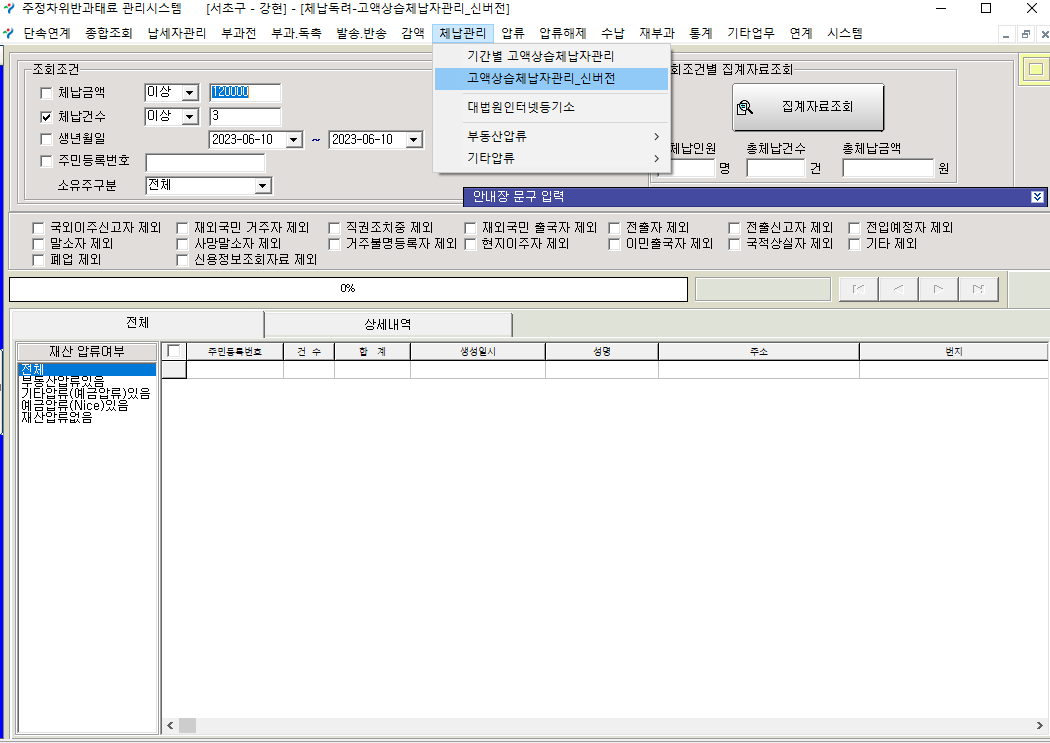 주정차위반과태료 관리시스템 [서초구 - 강현] - [체납독려-고액상습체납자관리_신버전]
단속연계 종합조회 납세자관리 부과전 부과.독촉 발송.반송 감액 체납관리 압류 압류해제 수납 재부과 통계 기타업무 연계 시스템
기간별 고액상습체납자관리
고액상습체납자관리_신버전
대법원인터넷등기소
부동산압류
기타압류
조회조건
체납금액 이상 120000
체납건수 이상 3
생년월일 2023-06-10 ~ 2023-06-10
주민등록번호
소유주구분 전체
회조건별 집계자료조회
집계자료조회
체납인원 총체납건수 총체납금액
명 건 원
안내장 문구 입력
국외이주신고자 제외 재외국민 거주자 제외 직권조치중 제외 재외국민 출국자 제외 전출자 제외 전출신고자 제외 전입예정자 제외
말소자 제외 사망말소자 제외 거주불명등록자 제외 현지이주자 제외 이민출국자 제외 국적상실자 제외 기타 제외
폐업 제외 신용정보조회자료 제외
0%
전체 상세내역
재산 압류여부
전체
부동산압류있음
기타압류(예금압류)있음
예금압류(Nice)있음
재산압류없음
주민등록번호 건 수 합 계 생성일시 성명 주소 번지